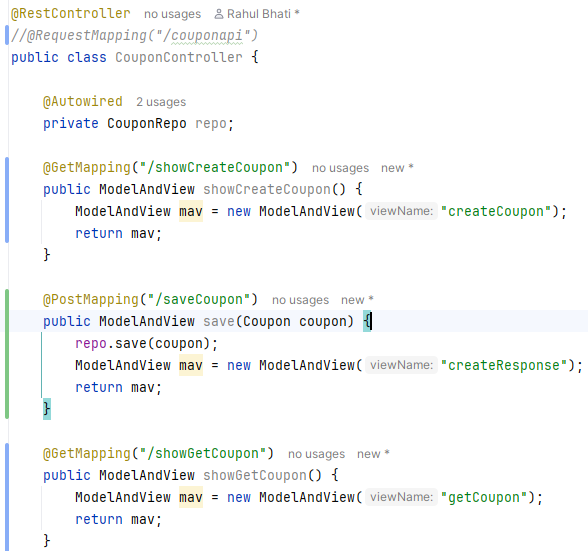 @RestController no usages Rahul Bhati *
//@RequestMapping("/couponapi")
public class CouponController {
@Autowired 2 usages
private CouponRepo repo;
@GetMapping("/showCreateCoupon") no usages new *
public ModelAndView showCreateCoupon() {
ModelAndView mav = new ModelAndView( viewName: "createCoupon");
return mav;
}
@PostMapping("/saveCoupon") no usages new *
public ModelAndView save(Coupon coupon) {
repo.save(coupon);
ModelAndView mav = new ModelAndView( viewName: "createResponse");
return mav;
}
@GetMapping("/showGetCoupon") no usages new *
public ModelAndView showGetCoupon() {
ModelAndView mav = new ModelAndView( viewName: "getCoupon");
return mav;
}